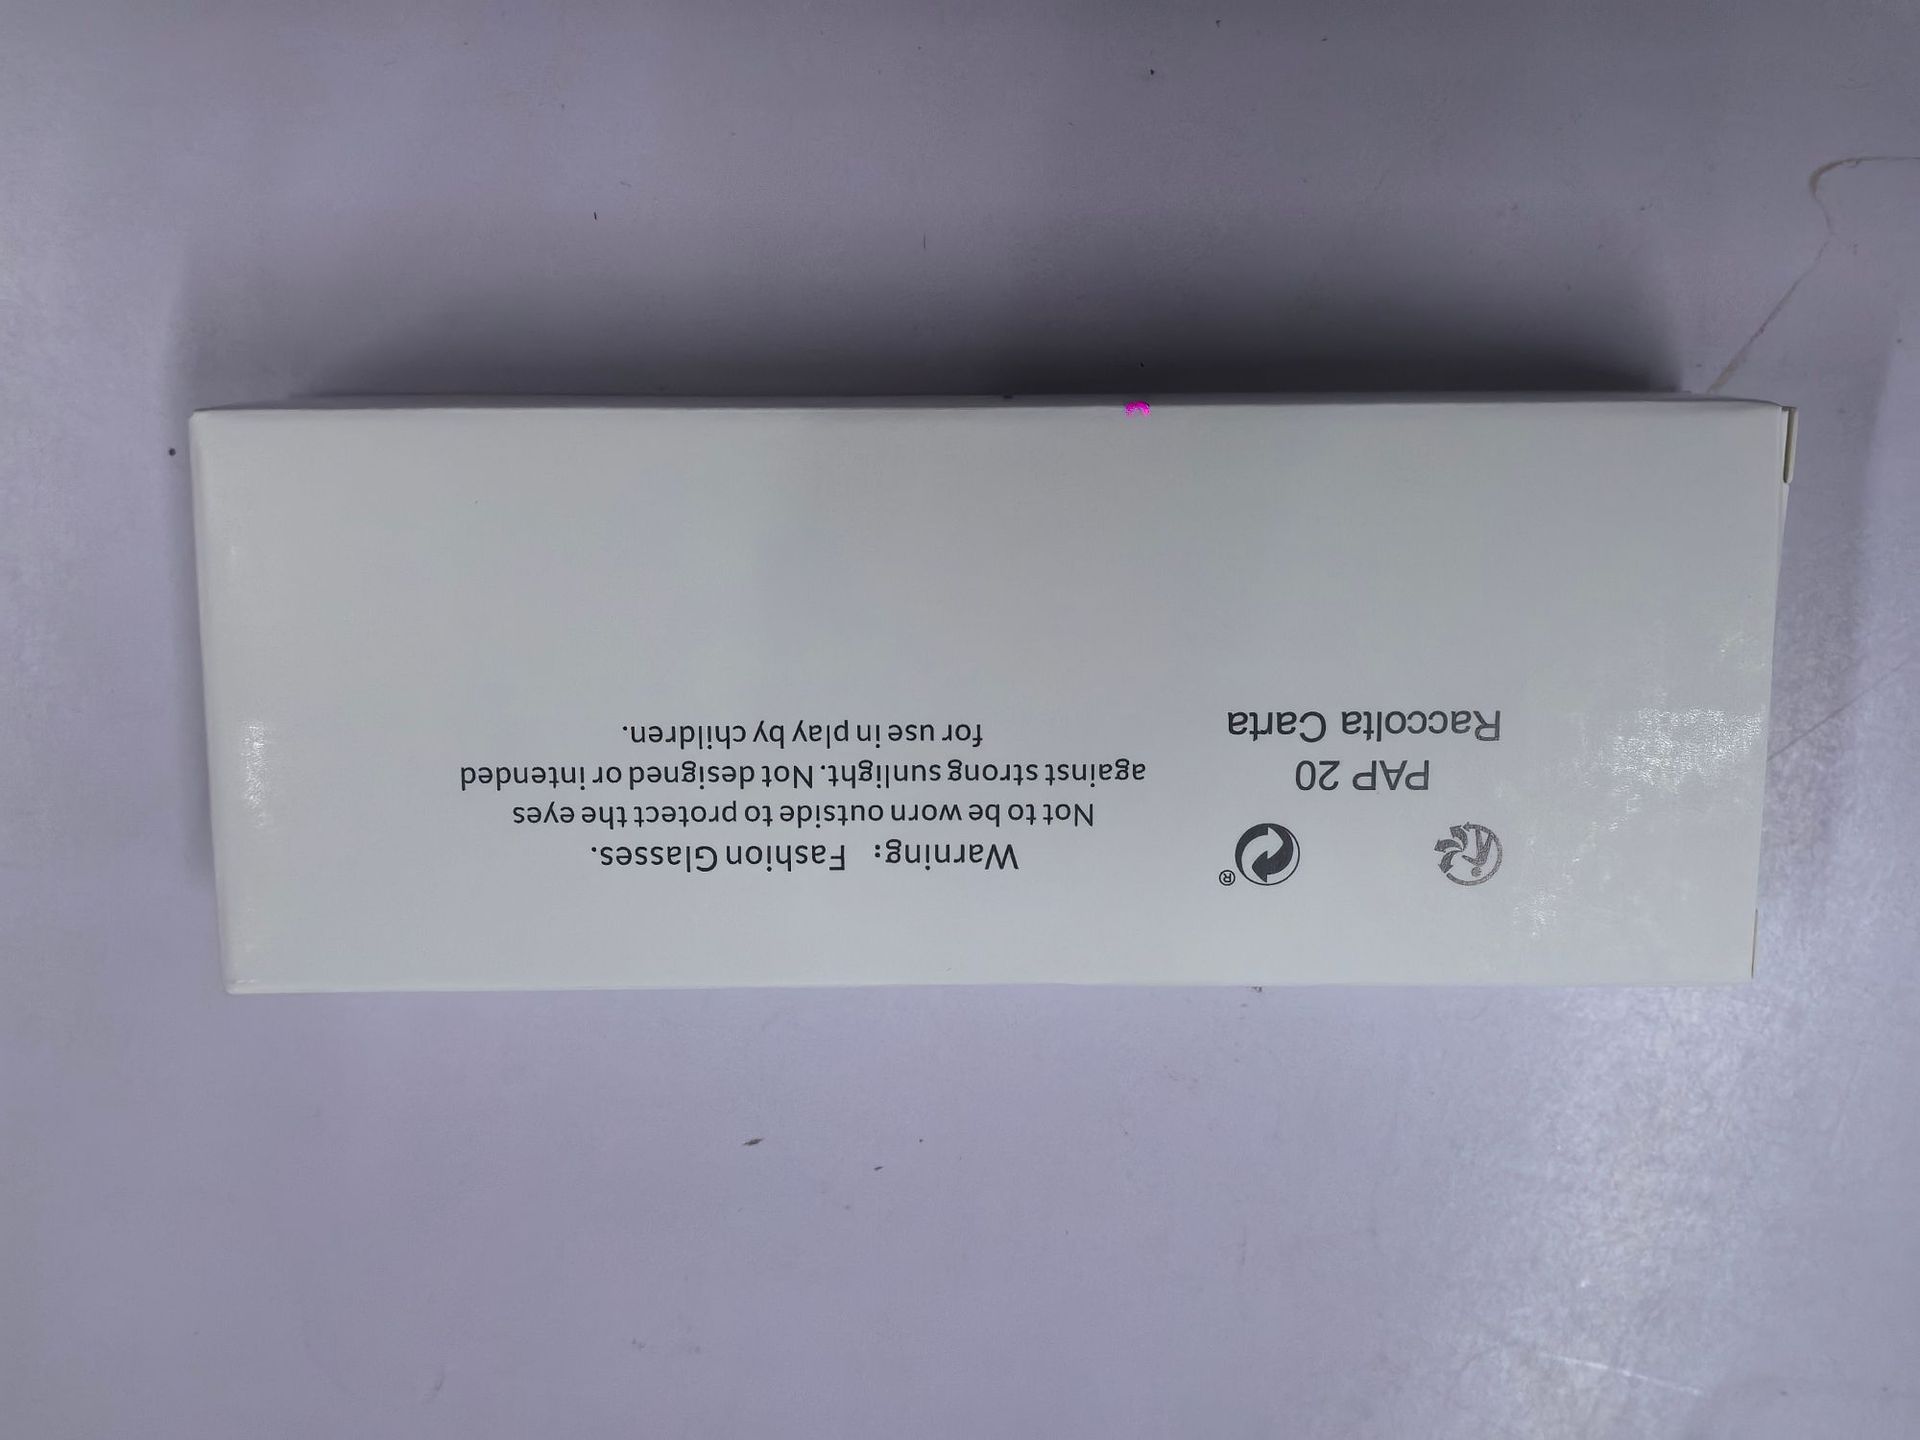 ®
PAP 20
Raccolta Carta
Warning: Fashion Glasses.
Not to be worn outside to protect the eyes
against strong sunlight. Not designed or intended
for use in play by children.